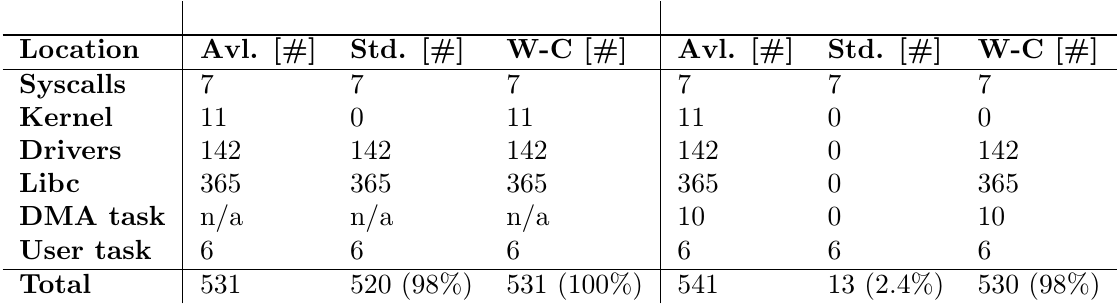 Location Avl. [#] Std. [#] W-C [#] Avl. [#] Std. [#] W-C [#]
Syscalls 7 7 7 7 7 7
Kernel 11 0 11 11 0 0
Drivers 142 142 142 142 0 142
Libc 365 365 365 365 0 365
DMA task n/a n/a n/a 10 0 10
User task 6 6 6 6 6 6
Total 531 520 (98%) 531 (100%) 541 13 (2.4%) 530 (98%)